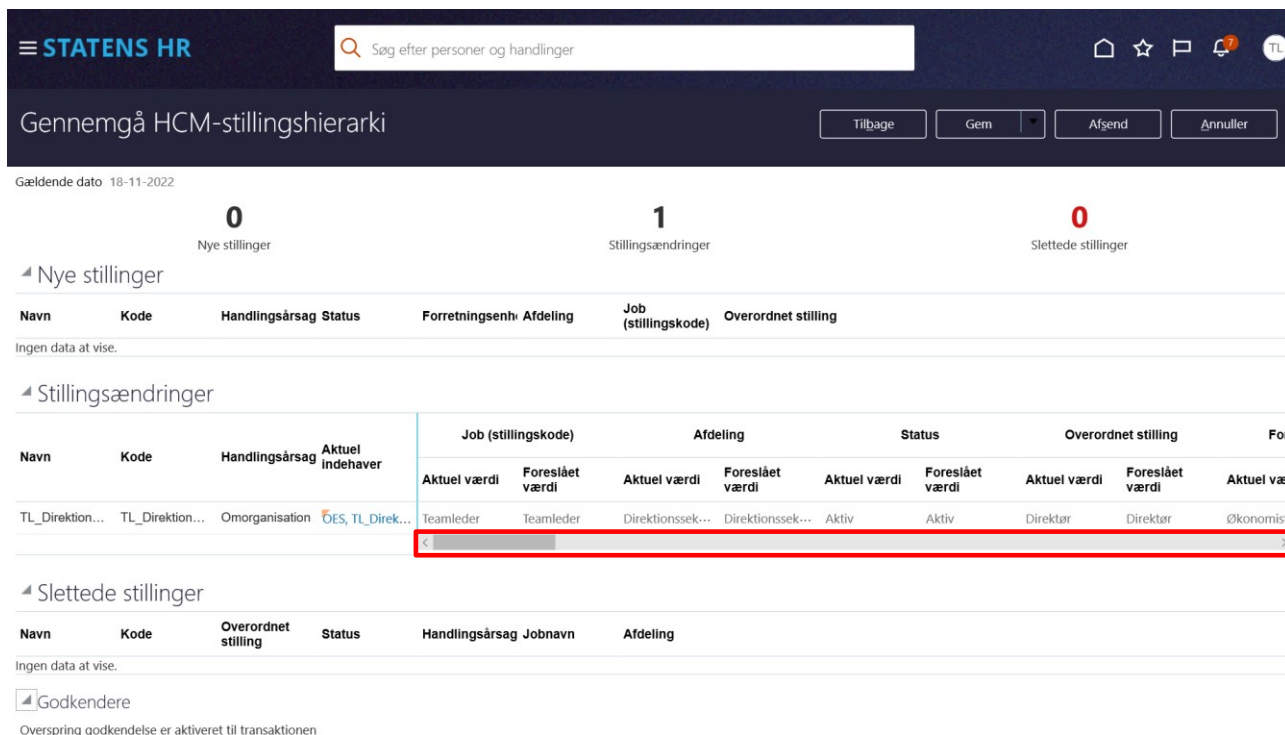 STATENS HR
Søg efter personer og handlinger
7
TL
Gennemgå HCM-stillingshierarki
Tilbage
Gem
Afsend
Annuller
Gældende dato 18-11-2022
0 1 0
Nye stillinger Stillingsændringer Slettede stillinger
Nye stillinger
Navn Kode Handlingsårsag Status Forretningsenh Afdeling Job (stillingskode) Overordnet stilling
Ingen data at vise.
Stillingsændringer
Job (stillingskode) Afdeling Status Overordnet stilling
Navn Kode Handlingsårsag Aktuel indehaver
Aktuel værdi Foreslået værdi Aktuel værdi Foreslået værdi Aktuel værdi Foreslået værdi Aktuel værdi Foreslået værdi Aktuel væ
TL_Direktion... TL_Direktion... Omorganisation OES, TL_Direk... Teamleder Teamleder Direktionssek... Direktionssek... Aktiv Aktiv Direktør Direktør Økonomis
Slettede stillinger
Navn Kode Overordnet stilling Status Handlingsårsag Jobnavn Afdeling
Ingen data at vise.
Godkendere
Overspring godkendelse er aktiveret til transaktionen